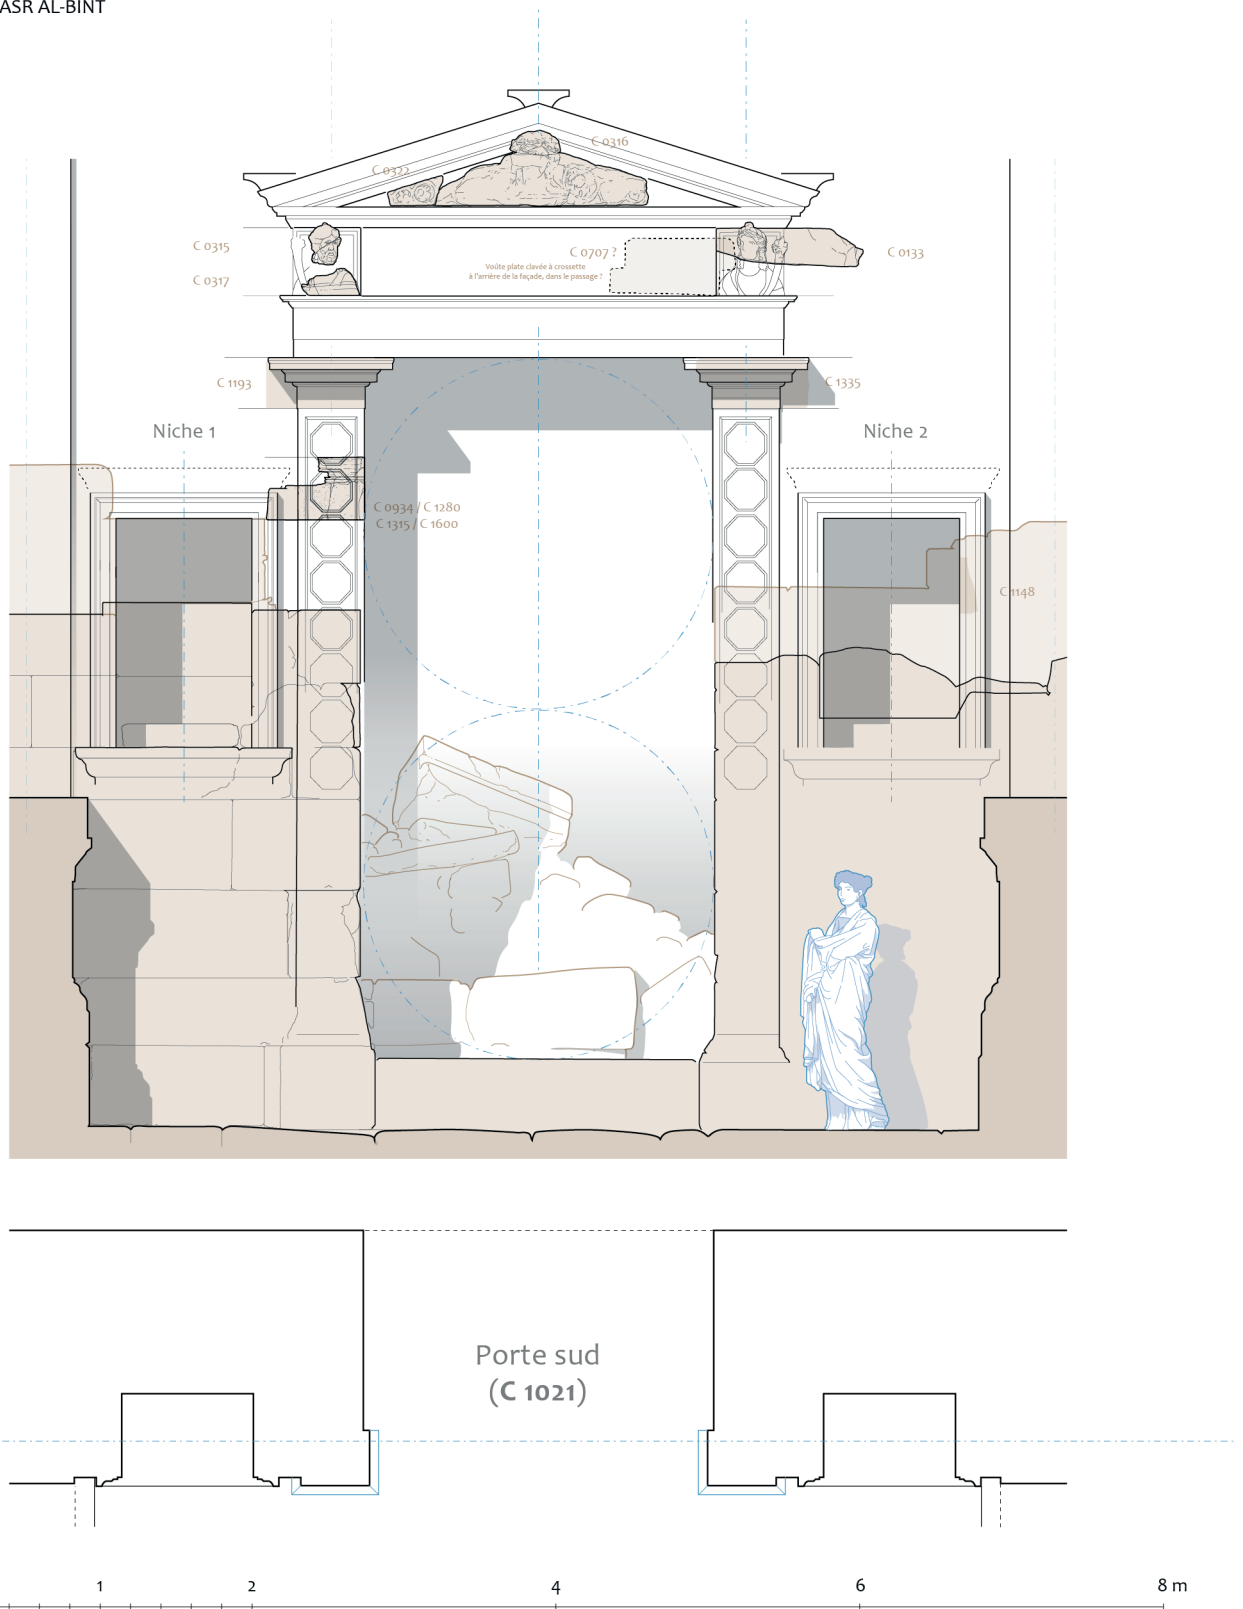 ASR AL-BINT
C 0316
C 0322
C 0315
C 0707 ?
C 0133
Voûte plate clavée à crossette
à l'arrière de la façade, dans le passage ?
C 0317
C 1193
C 1335
Niche 1
Niche 2
C 0934 / C 1280
C 1315 / C 1600
C 1148
Porte sud
(C 1021)
1 2 4 6 8 m